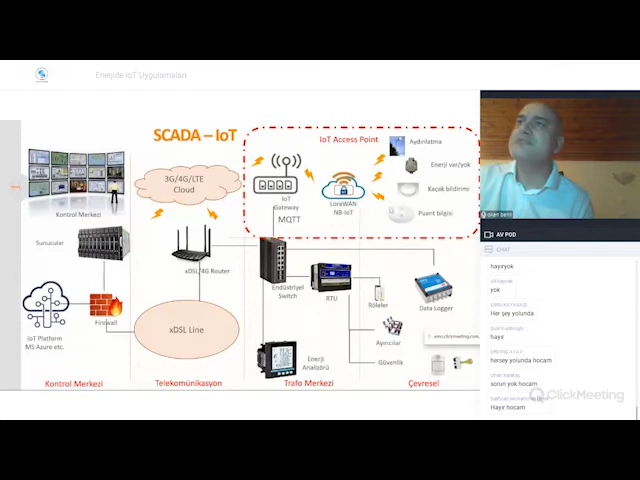 Enerjide IoT Uygulamaları
SCADA – IoT
IoT Access Point
Aydınlatma
Enerji var/yok
Kaçak bildirimi
Puant bilgisi
3G/4G/LTE
Cloud
IoT
Gateway
MQTT
LoraWAN
NB-IoT
Kontrol Merkezi
Sunucular
xDSL/4G Router
Endüstriyel
Switch
RTU
Röleler
Data Logger
IoT Platform
MS Azure etc.
Firewall
xDSL Line
Ayırıcılar
Enerji
Analizörü
Güvenlik
Kontrol Merkezi
Telekomünikasyon
Trafo Merkezi
Çevresel
AV POD
CHAT
hayıryok
yok
Her şey yolunda
hayır
hersey yolunda hocam
sorun yok hocam
Hayır hocam
ClickMeeting